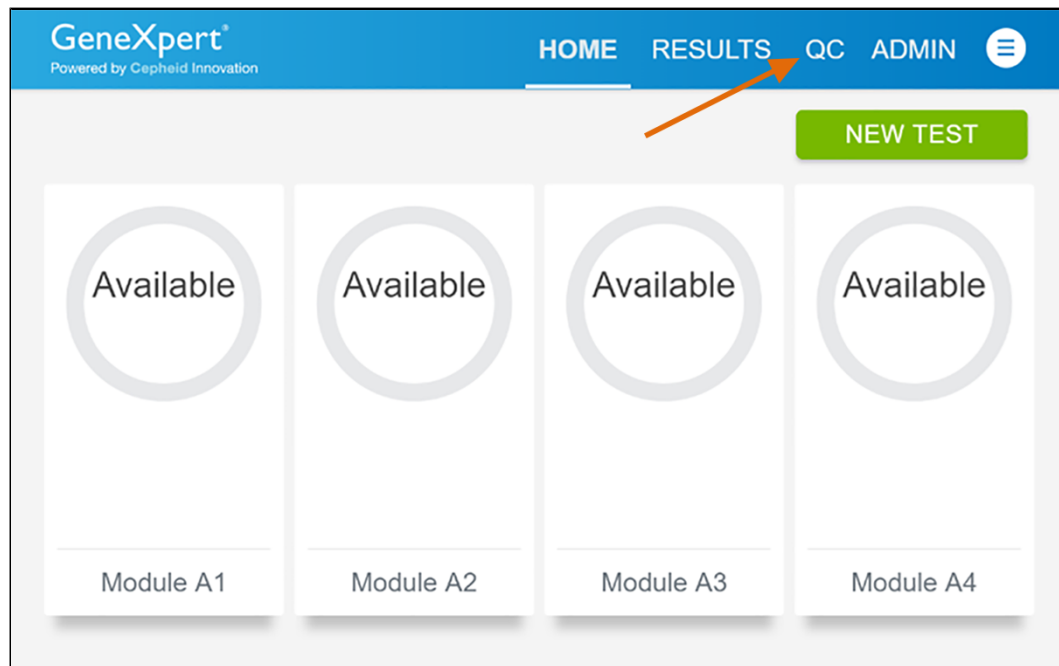 GeneXpert®
Powered by Cepheid Innovation
HOME RESULTS QC ADMIN
NEW TEST
Available Available Available Available
Module A1 Module A2 Module A3 Module A4